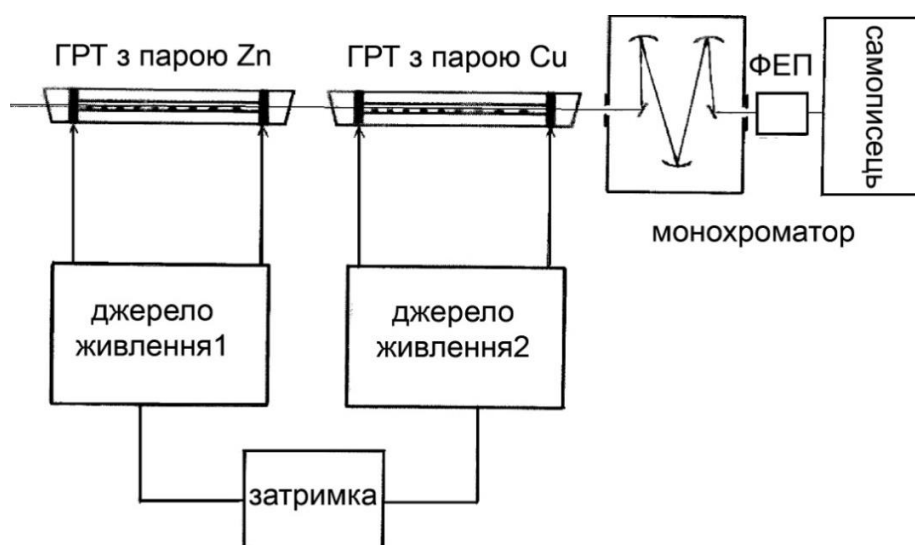 ГРТ з парою Zn
ГРТ з парою Cu
ФЕП
самописець
монохроматор
джерело
живлення1
джерело
живлення2
затримка